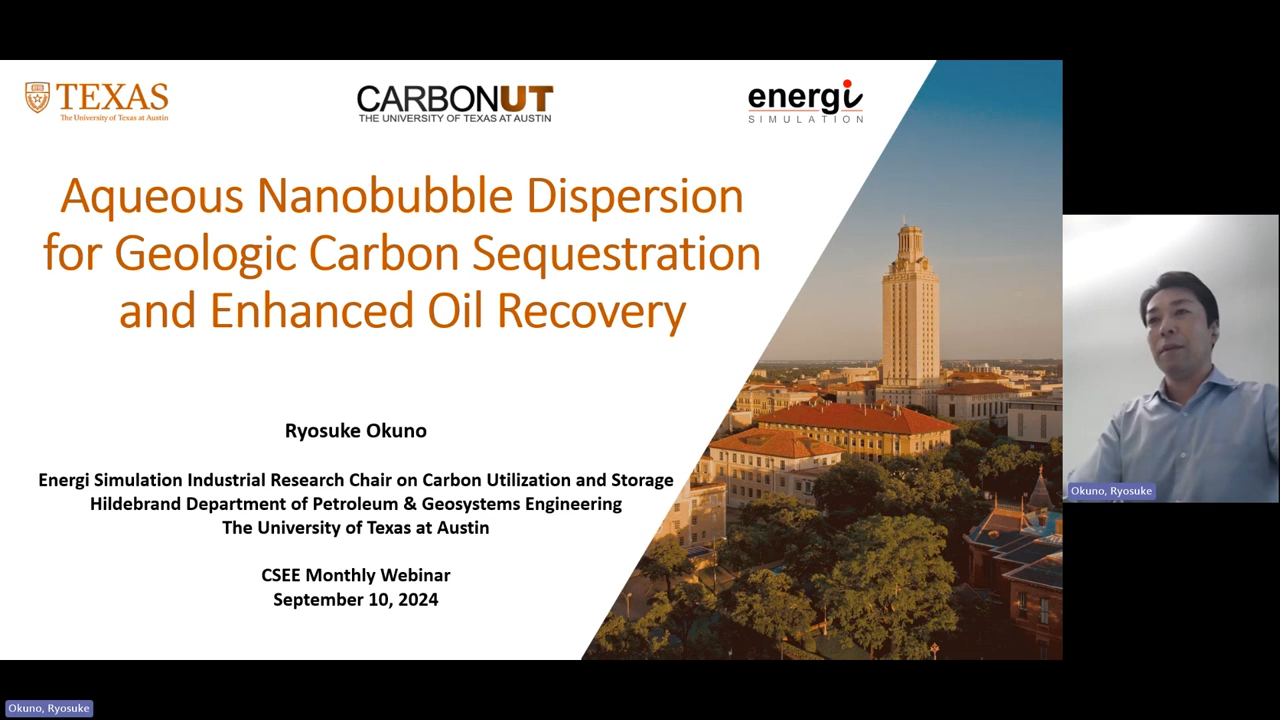 TEXAS
The University of Texas at Austin
CARBONUT
THE UNIVERSITY OF TEXAS AT AUSTIN
energi
SIMULATION
Aqueous Nanobubble Dispersion
for Geologic Carbon Sequestration
and Enhanced Oil Recovery
Ryosuke Okuno
Energi Simulation Industrial Research Chair on Carbon Utilization and Storage
Hildebrand Department of Petroleum & Geosystems Engineering
The University of Texas at Austin
CSEE Monthly Webinar
September 10, 2024
Okuno, Ryosuke
Okuno, Ryosuke